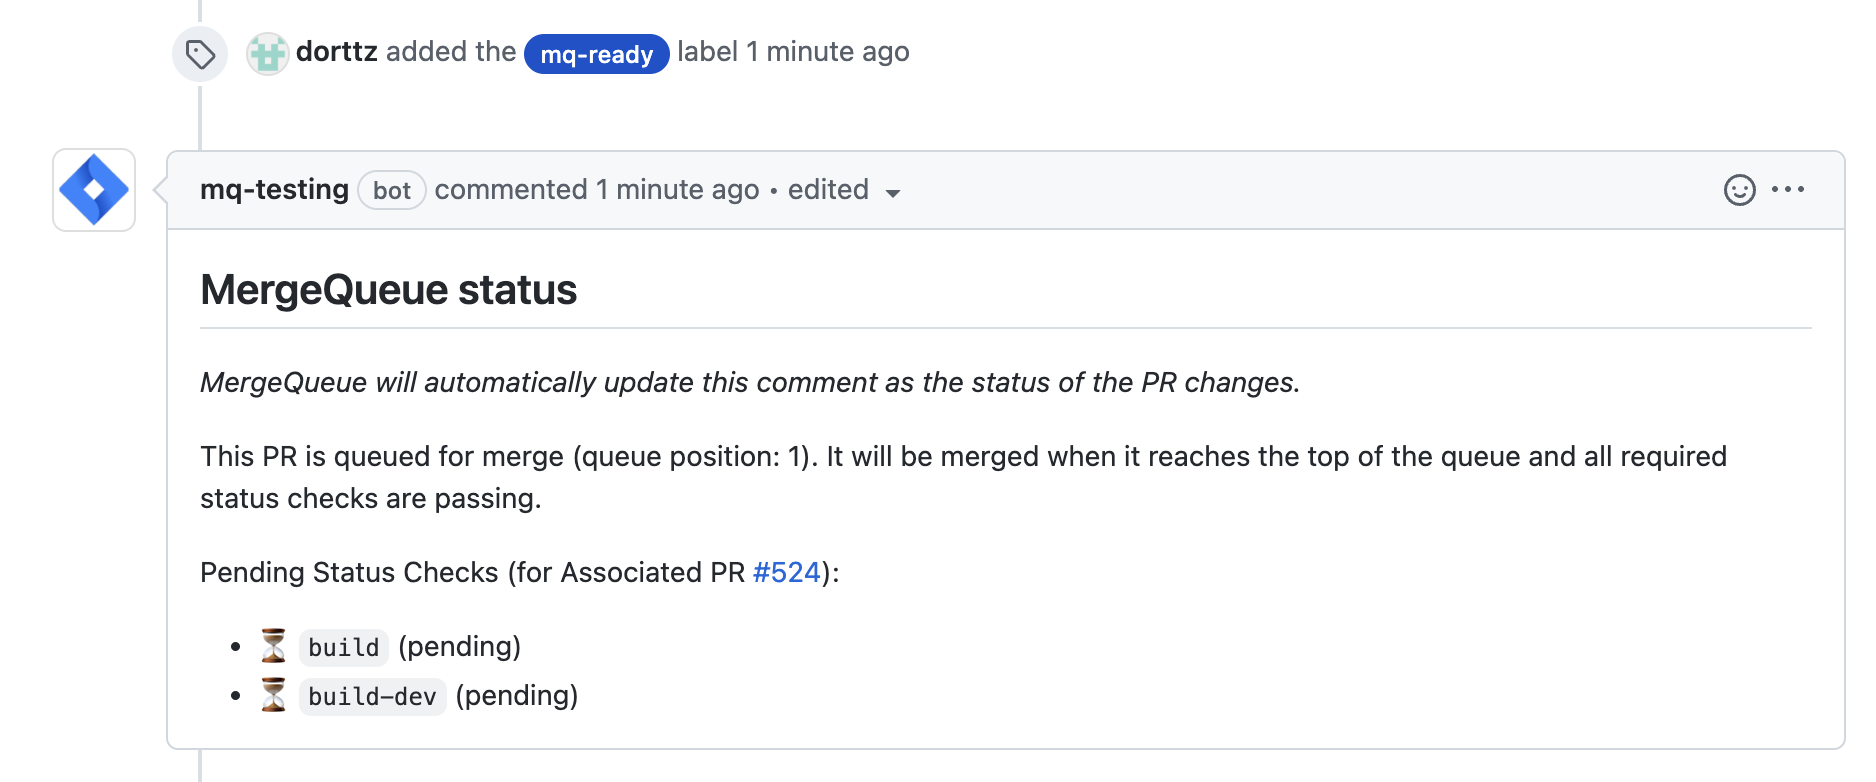 dorttz added the mq-ready label 1 minute ago
mq-testing bot commented 1 minute ago • edited
MergeQueue status
MergeQueue will automatically update this comment as the status of the PR changes.
This PR is queued for merge (queue position: 1). It will be merged when it reaches the top of the queue and all required
status checks are passing.
Pending Status Checks (for Associated PR #524):
• ⏳ build (pending)
• ⏳ build-dev (pending)